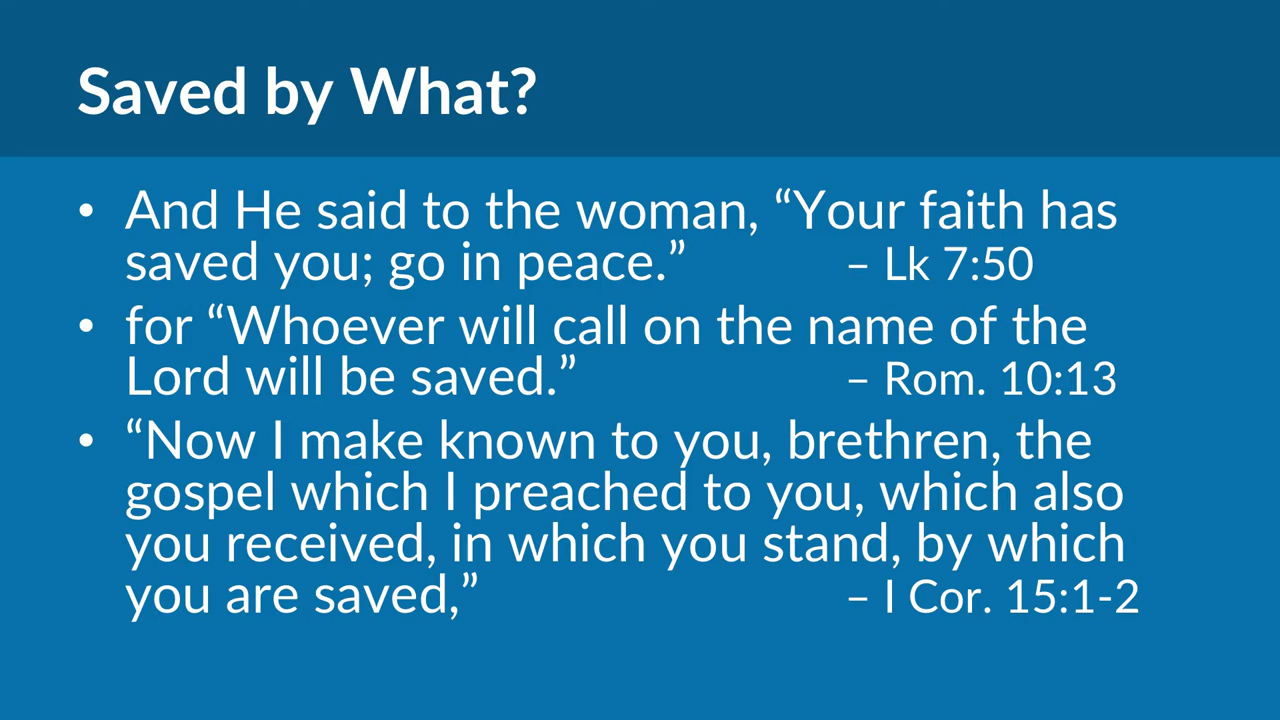 Saved by What?
• And He said to the woman, “Your faith has
saved you; go in peace.” – Lk 7:50
• for “Whoever will call on the name of the
Lord will be saved.” – Rom. 10:13
• “Now I make known to you, brethren, the
gospel which I preached to you, which also
you received, in which you stand, by which
you are saved,” – I Cor. 15:1-2